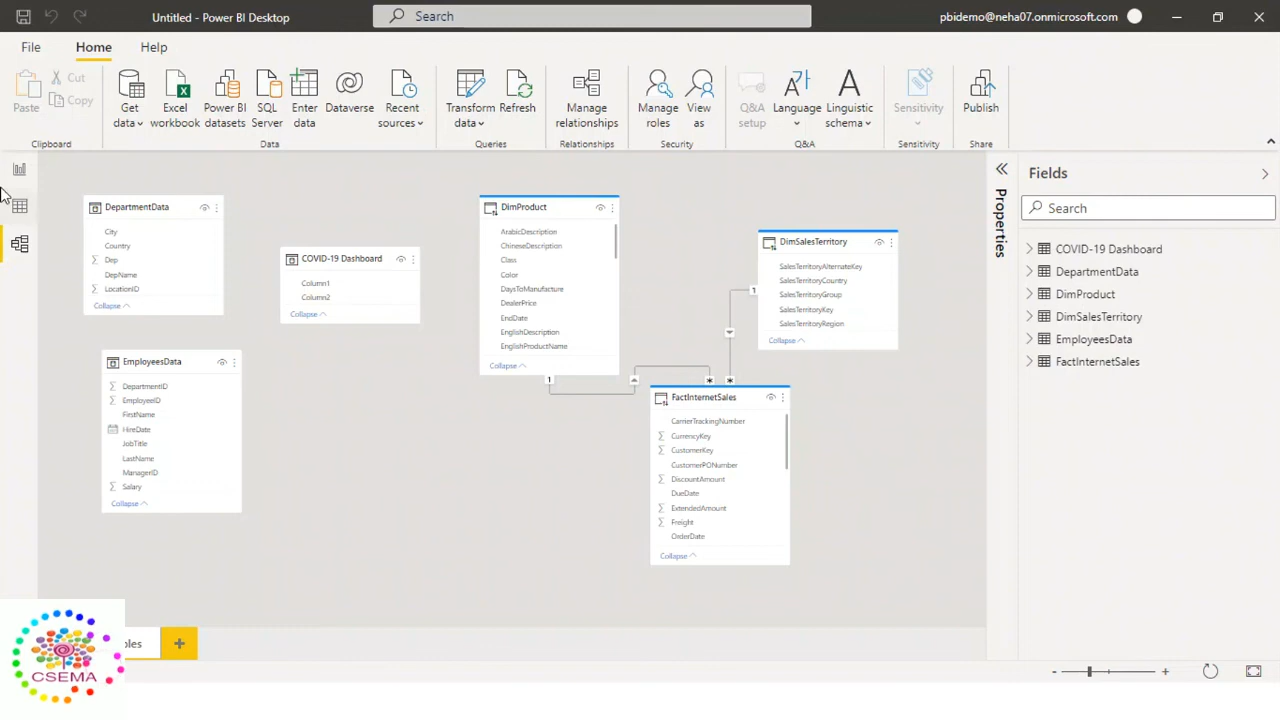 Untitled - Power BI Desktop
Search
pbidemo@neha07.onmicrosoft.com
File
Home
Help
Paste
Cut
Copy
Clipboard
Get data
Excel workbook
Power BI datasets
SQL Server
Enter data
Dataverse
Recent sources
Data
Transform data
Refresh
Queries
Manage relationships
Relationships
Manage roles
View as
Security
Q&A setup
Language
Linguistic schema
Q&A
Sensitivity
Sensitivity
Publish
Share
DepartmentData
City
Country
Σ Dep
DepName
Σ LocationID
Collapse
COVID-19 Dashboard
Column1
Column2
Collapse
EmployeesData
Σ DepartmentID
Σ EmployeeID
FirstName
HireDate
JobTitle
LastName
ManagerID
Σ Salary
Collapse
DimProduct
ArabicDescription
ChineseDescription
Class
Color
DaysToManufacture
DealerPrice
EndDate
EnglishDescription
EnglishProductName
Collapse
1
*
*
1
DimSalesTerritory
SalesTerritoryAlternateKey
SalesTerritoryCountry
SalesTerritoryGroup
SalesTerritoryKey
SalesTerritoryRegion
Collapse
FactInternetSales
CarrierTrackingNumber
Σ CurrencyKey
Σ CustomerKey
CustomerPONumber
Σ DiscountAmount
DueDate
Σ ExtendedAmount
Σ Freight
OrderDate
Collapse
Properties
Fields
Search
COVID-19 Dashboard
DepartmentData
DimProduct
DimSalesTerritory
EmployeesData
FactInternetSales
bles
+
CSEMA
-
+